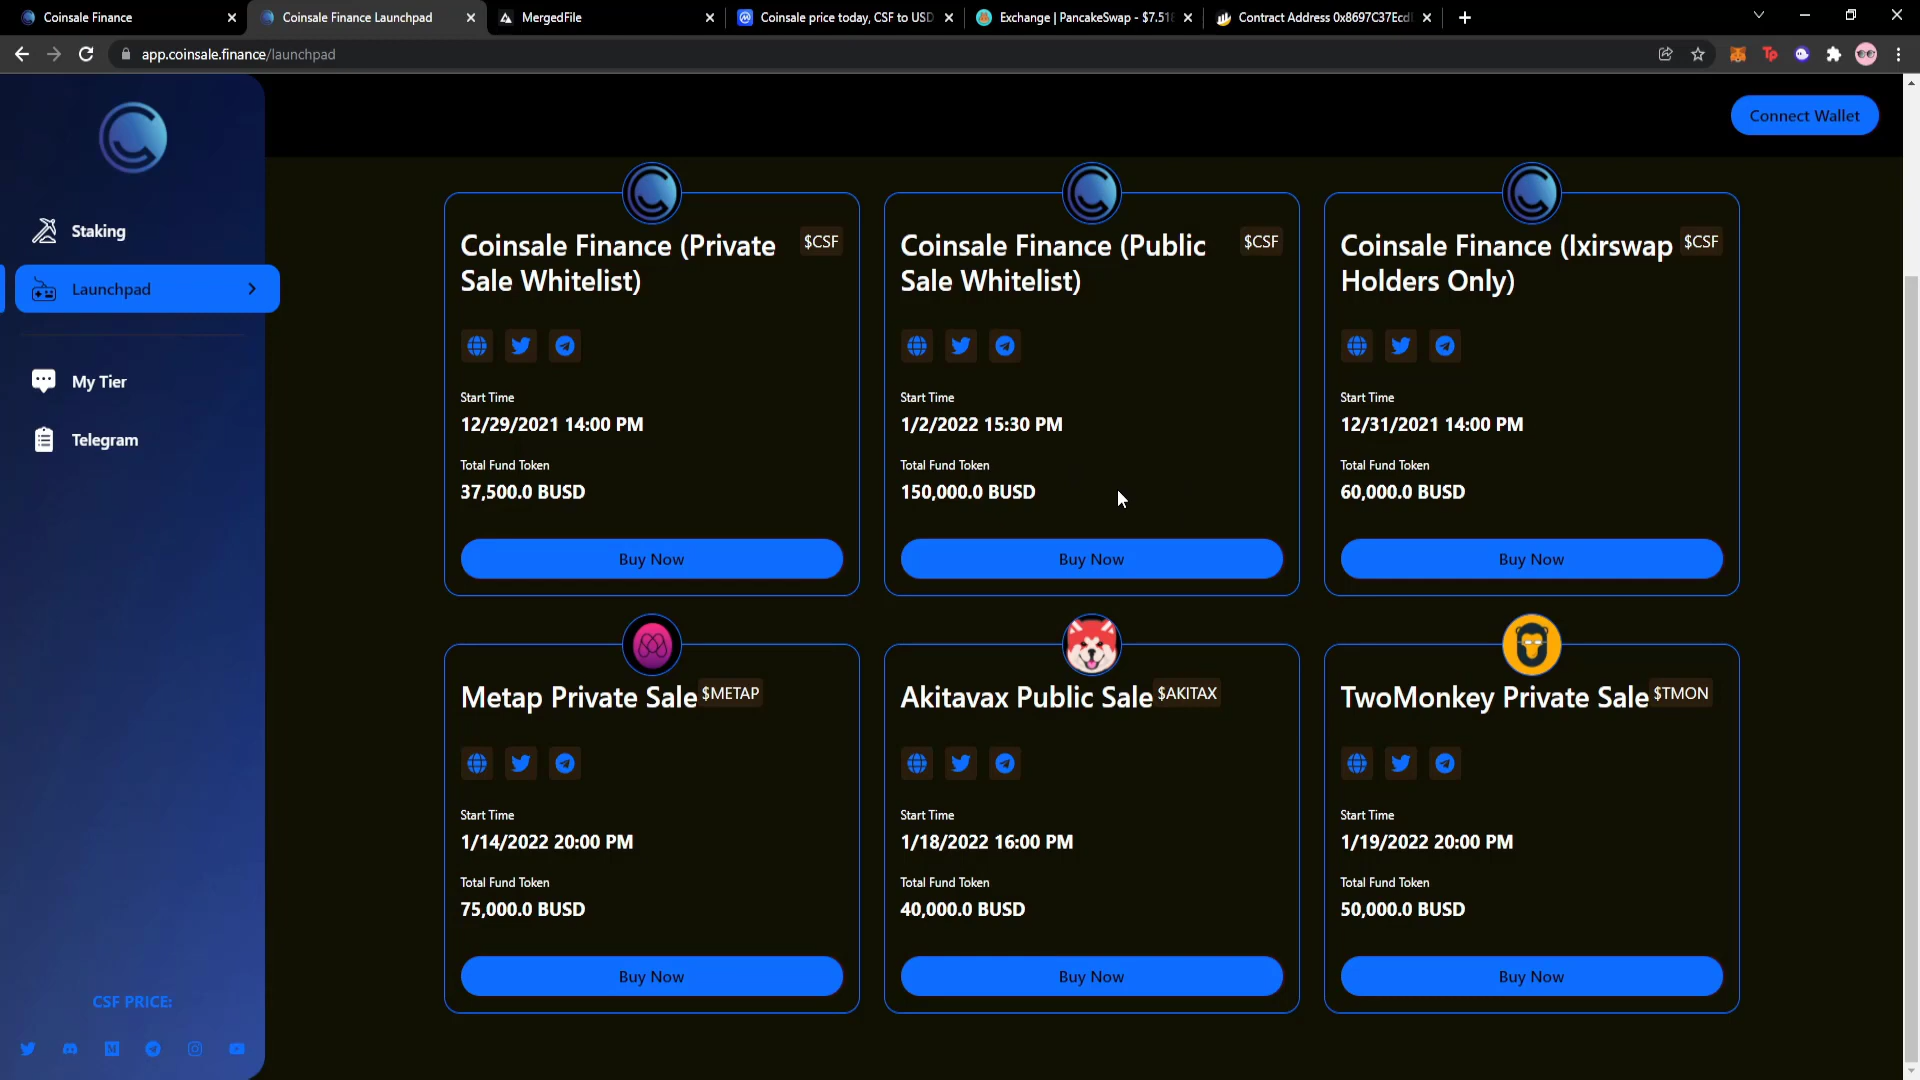 Coinsale Finance
Coinsale Finance Launchpad
MergedFile
Coinsale price today, CSF to USD
Exchange | PancakeSwap - $7.518
Contract Address 0x8697C37Ecd
app.coinsale.finance/launchpad
Connect Wallet
Staking
Launchpad
My Tier
Telegram
CSF PRICE:
Coinsale Finance (Private
Sale Whitelist)
$CSF
Start Time
12/29/2021 14:00 PM
Total Fund Token
37,500.0 BUSD
Buy Now
Coinsale Finance (Public
Sale Whitelist)
$CSF
Start Time
1/2/2022 15:30 PM
Total Fund Token
150,000.0 BUSD
Buy Now
Coinsale Finance (Ixirswap
Holders Only)
$CSF
Start Time
12/31/2021 14:00 PM
Total Fund Token
60,000.0 BUSD
Buy Now
Metap Private Sale $METAP
Start Time
1/14/2022 20:00 PM
Total Fund Token
75,000.0 BUSD
Buy Now
Akitavax Public Sale $AKITAX
Start Time
1/18/2022 16:00 PM
Total Fund Token
40,000.0 BUSD
Buy Now
TwoMonkey Private Sale $TMON
Start Time
1/19/2022 20:00 PM
Total Fund Token
50,000.0 BUSD
Buy Now